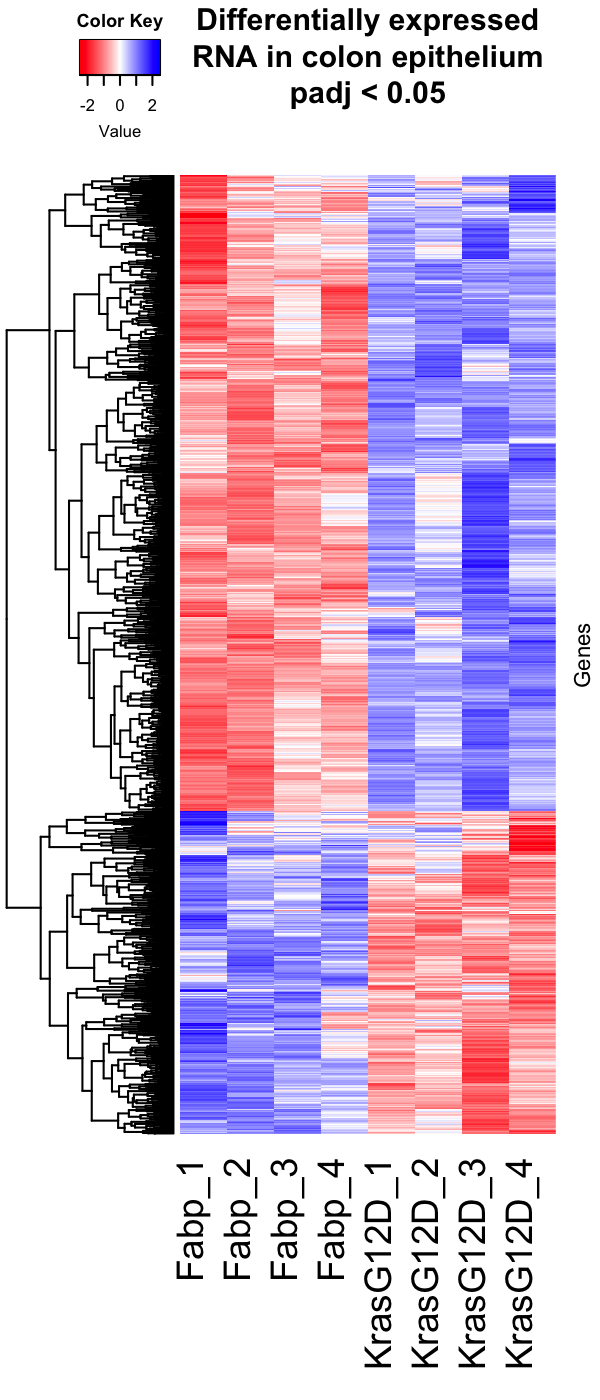 Color Key
-2 0 2
Value
Differentially expressed
RNA in colon epithelium
padj < 0.05
Genes
Fabp_1
Fabp_2
Fabp_3
Fabp_4
KrasG12D_1
KrasG12D_2
KrasG12D_3
KrasG12D_4